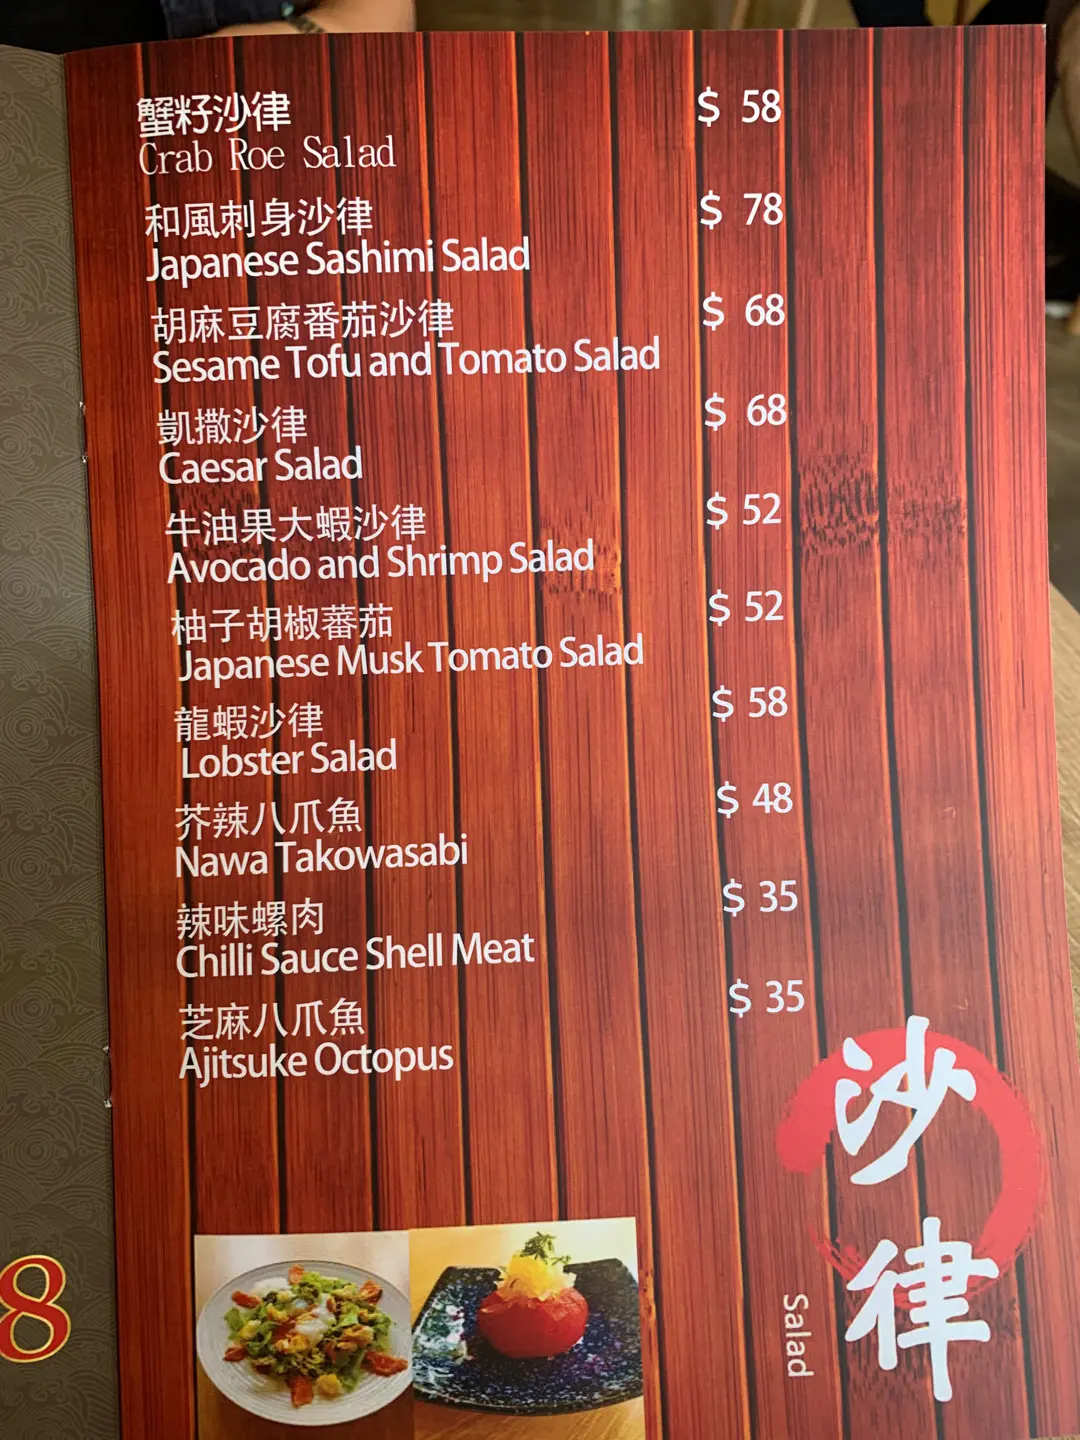 蟹籽沙律 $ 58
Crab Roe Salad
和風刺身沙律 $ 78
Japanese Sashimi Salad
胡麻豆腐番茄沙律 $ 68
Sesame Tofu and Tomato Salad
凱撒沙律 $ 68
Caesar Salad
牛油果大蝦沙律 $ 52
Avocado and Shrimp Salad
柚子胡椒蕃茄 $ 52
Japanese Musk Tomato Salad
龍蝦沙律 $ 58
Lobster Salad
芥辣八爪魚 $ 48
Nawa Takowasabi
辣味螺肉 $ 35
Chilli Sauce Shell Meat
芝麻八爪魚 $ 35
Ajitsuke Octopus
沙律
Salad
8